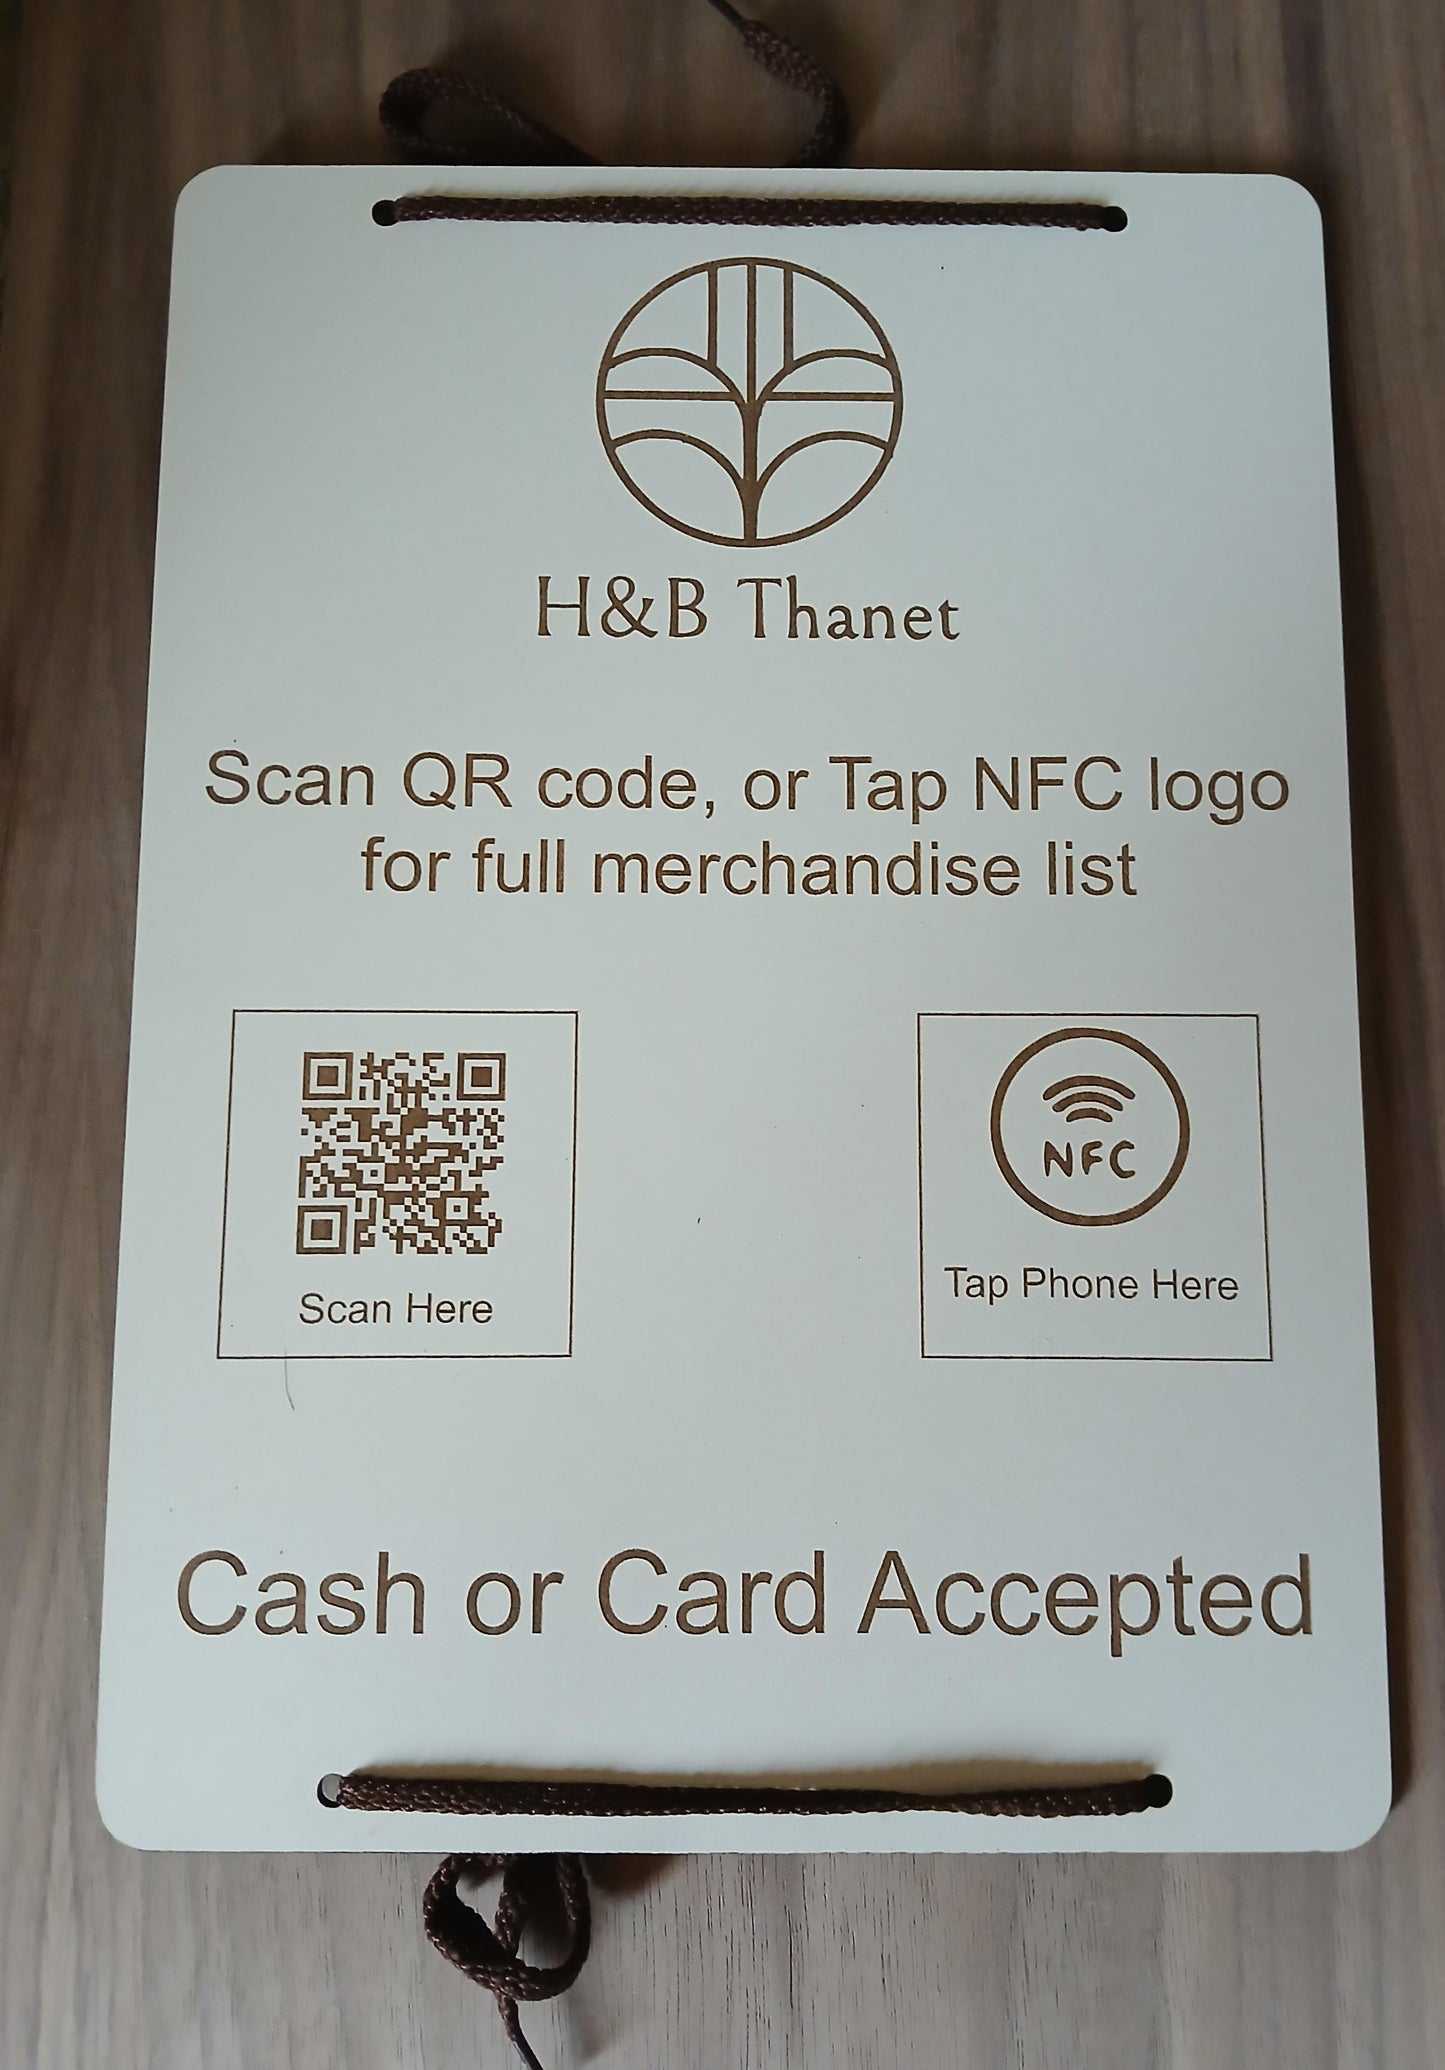 H&B Thanet
Scan QR code, or Tap NFC logo
for full merchandise list
NFC
Scan Here
Tap Phone Here
Cash or Card Accepted